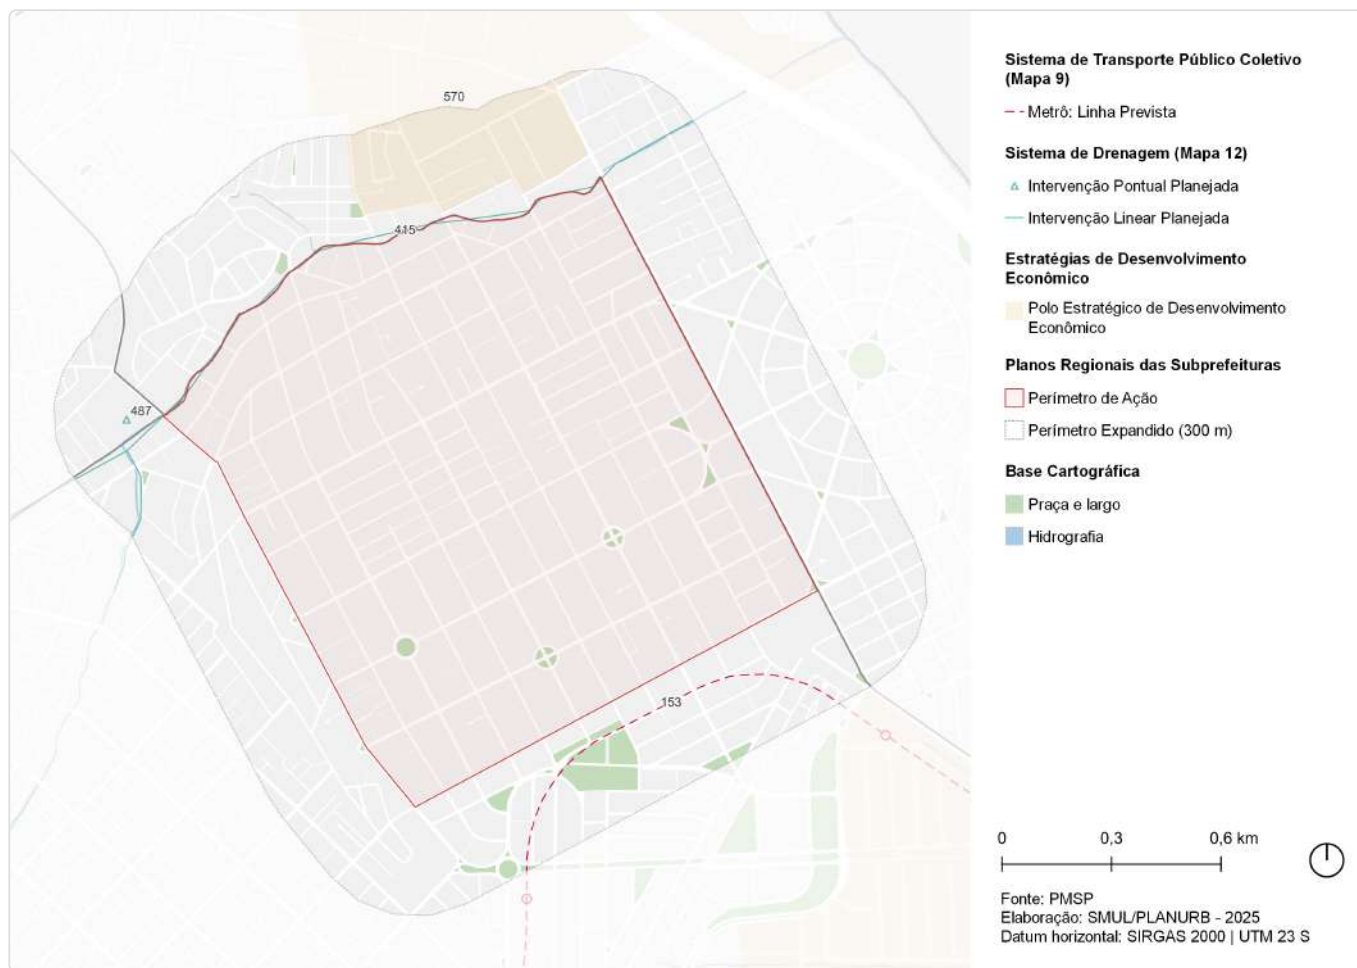 570
415
487
153
Sistema de Transporte Público Coletivo
(Mapa 9)
Metrô: Linha Prevista
Sistema de Drenagem (Mapa 12)
Intervenção Pontual Planejada
Intervenção Linear Planejada
Estratégias de Desenvolvimento
Econômico
Polo Estratégico de Desenvolvimento
Econômico
Planos Regionais das Subprefeituras
Perímetro de Ação
Perímetro Expandido (300 m)
Base Cartográfica
Praça e largo
Hidrografia
0 0,3 0,6 km
Fonte: PMSP
Elaboração: SMUL/PLANURB - 2025
Datum horizontal: SIRGAS 2000 | UTM 23 S